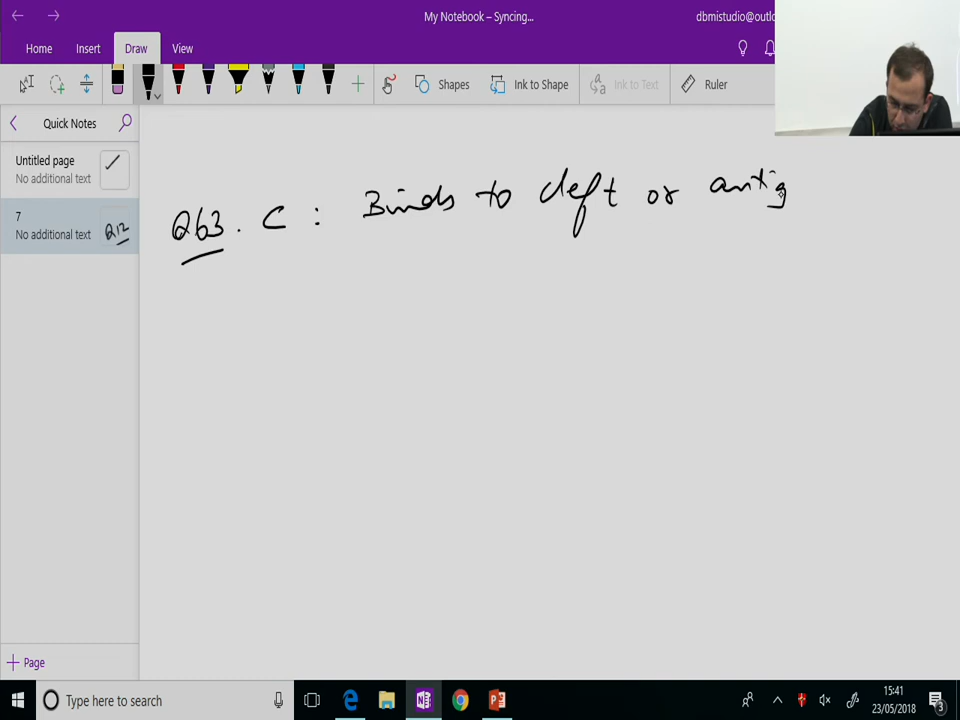 My Notebook – Syncing...
dbmistudio@outlo
Home Insert Draw View
Shapes Ink to Shape Ink to Text Ruler
Quick Notes
Untitled page
No additional text
7
No additional text
Q12
Q63. C : Binds to cleft or antig
Page
Type here to search
15:41
23/05/2018
3